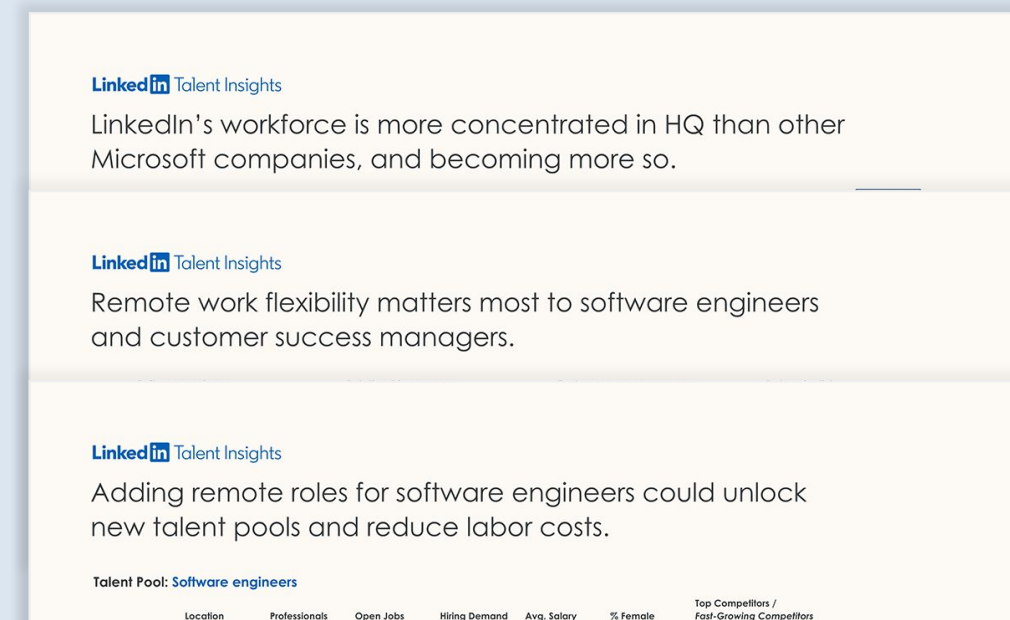 Linkedin Talent Insights
LinkedIn’s workforce is more concentrated in HQ than other
Microsoft companies, and becoming more so.
Linkedin Talent Insights
Remote work flexibility matters most to software engineers
and customer success managers.
Linkedin Talent Insights
Adding remote roles for software engineers could unlock
new talent pools and reduce labor costs.
Talent Pool: Software engineers
Top Competitors /
Location Professionals Open Jobs Hiring Demand Avg. Salary % Female Fast-Growing Competitors